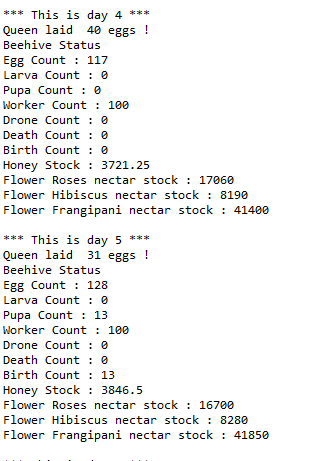 *** This is day 4 ***
Queen laid  40 eggs !
Beehive Status
Egg Count : 117
Larva Count : 0
Pupa Count : 0
Worker Count : 100
Drone Count : 0
Death Count : 0
Birth Count : 0
Honey Stock : 3721.25
Flower Roses nectar stock : 17060
Flower Hibiscus nectar stock : 8190
Flower Frangipani nectar stock : 41400
*** This is day 5 ***
Queen laid  31 eggs !
Beehive Status
Egg Count : 128
Larva Count : 0
Pupa Count : 13
Worker Count : 100
Drone Count : 0
Death Count : 0
Birth Count : 13
Honey Stock : 3846.5
Flower Roses nectar stock : 16700
Flower Hibiscus nectar stock : 8280
Flower Frangipani nectar stock : 41850